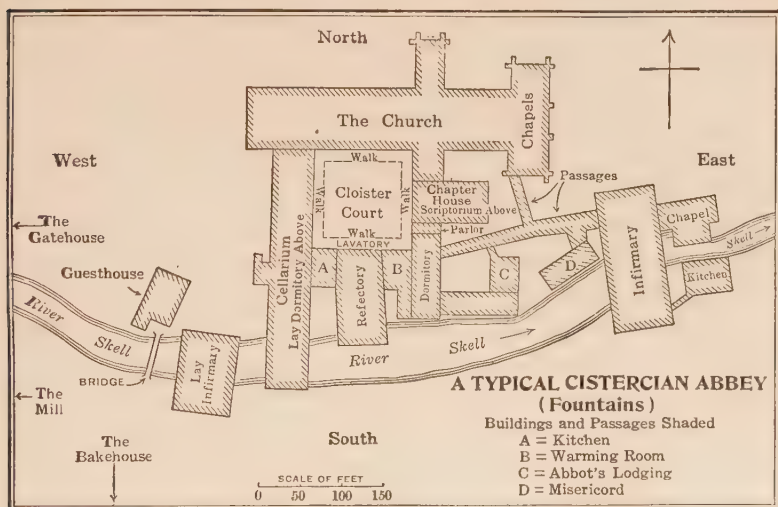 North
The Church
Chapels
West
East
Walk
Walk
Cloister
Court
Walk
Walk
LAVATORY
Chapter
House
Scriptorium Above
Parlor
Passages
The
Gatehouse
Guesthouse
Cellarium
Lay Dormitory Above
A
Refectory
B
Dormitory
C
D
Infirmary
Chapel
Kitchen
Skell
River
Skell
BRIDGE
Lay
Infirmary
River
Skell
The
Mill
The
Bakehouse
South
SCALE OF FEET
0 50 100 150
A TYPICAL CISTERCIAN ABBEY
(Fountains)
Buildings and Passages Shaded
A = Kitchen
B = Warming Room
C = Abbot's Lodging
D = Misericord